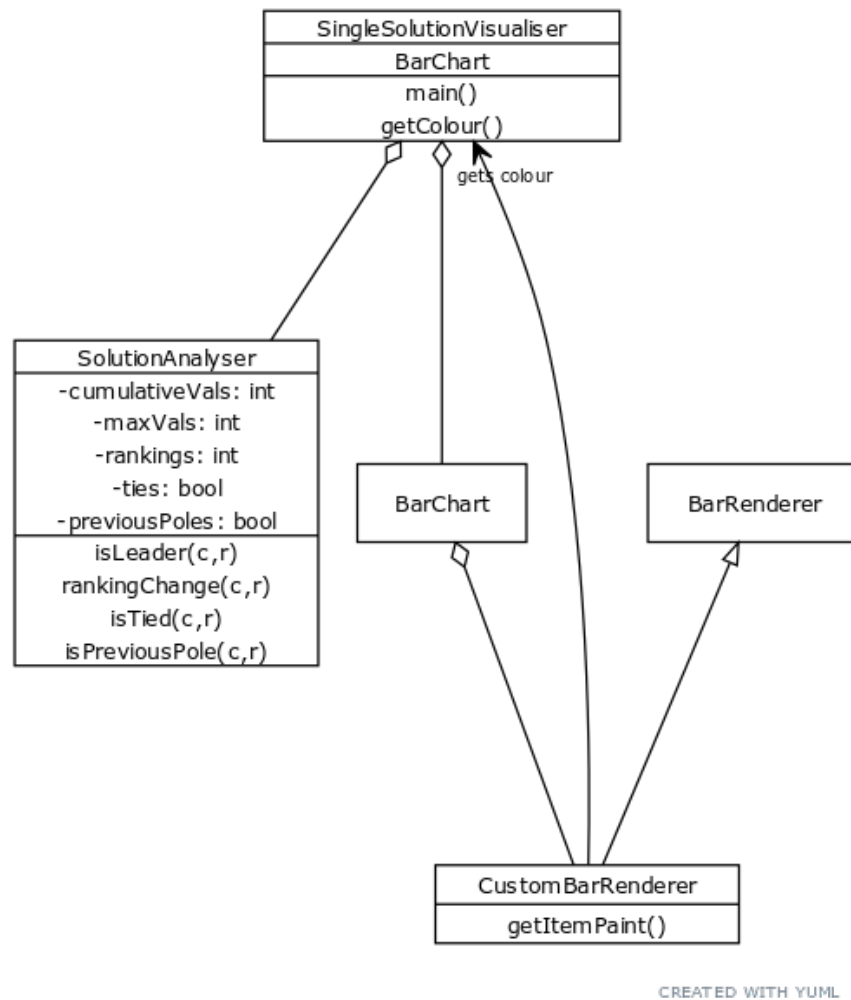 SingleSolutionVisualiser
BarChart
main()
getColour()
gets colour
SolutionAnalyser
-cumulativeVals: int
-maxVals: int
-rankings: int
-ties: bool
-previousPoles: bool
isLeader(c,r)
rankingChange(c,r)
isTied(c,r)
isPreviousPole(c,r)
BarChart
BarRenderer
CustomBarRenderer
getItemPaint()
CREATED WITH YUML